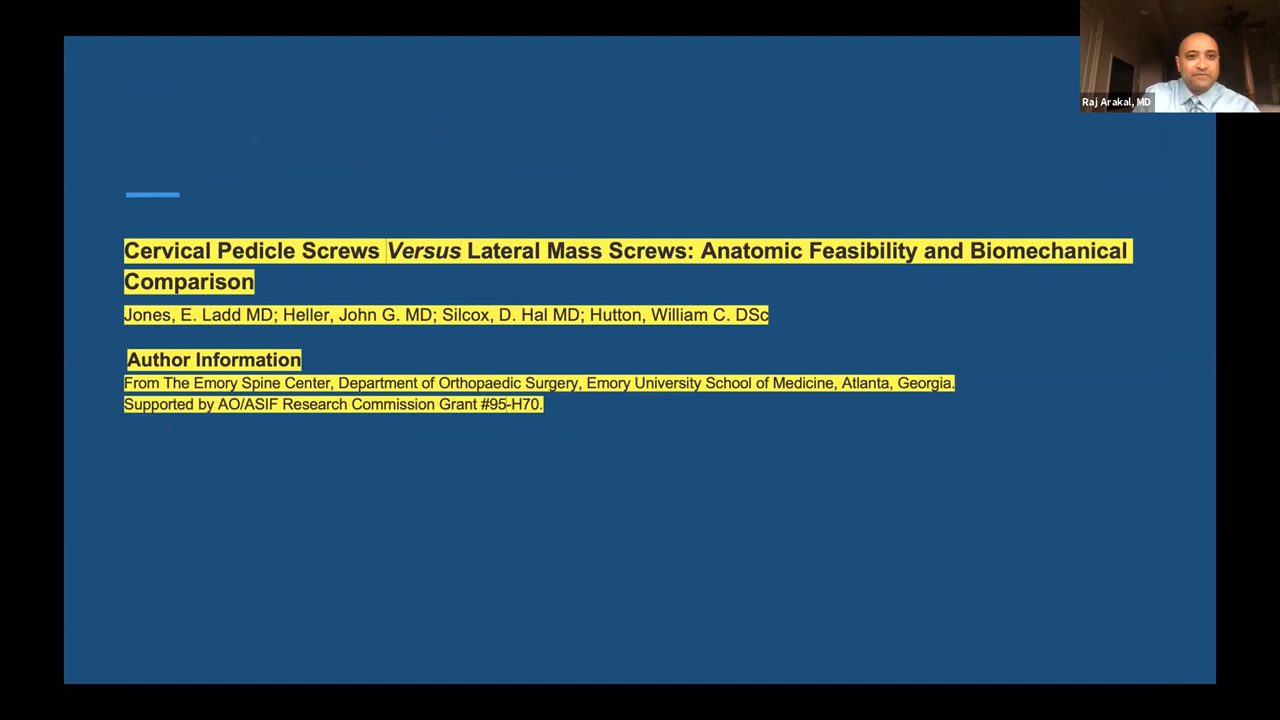 Raj Arakal, MD
Cervical Pedicle Screws Versus Lateral Mass Screws: Anatomic Feasibility and Biomechanical
Comparison
Jones, E. Ladd MD; Heller, John G. MD; Silcox, D. Hal MD; Hutton, William C. DSc
Author Information
From The Emory Spine Center, Department of Orthopaedic Surgery, Emory University School of Medicine, Atlanta, Georgia.
Supported by AO/ASIF Research Commission Grant #95-H70.